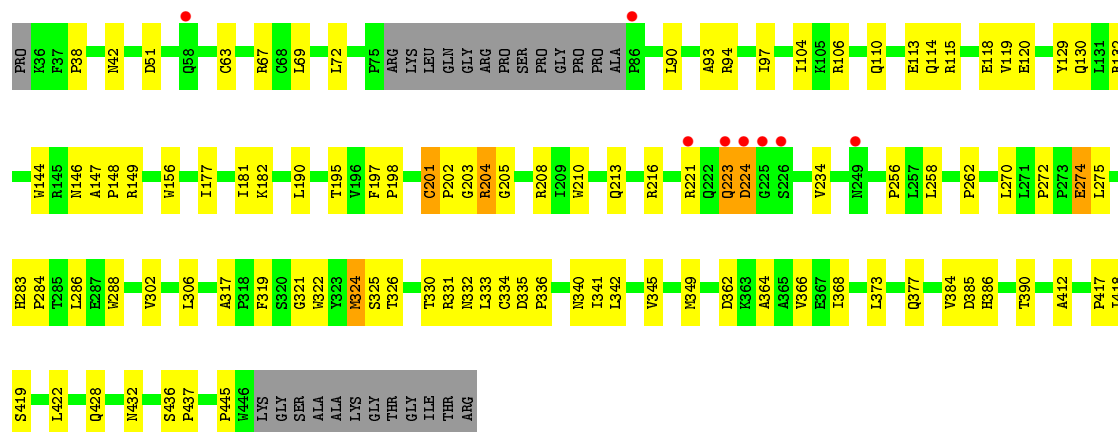 PRO K36 F37 P38 N42 D51 Q58 C63 R67 C68 L69 L72 P75 ARG LYS LEU GLN GLY ARG PRO SER PRO PRO GLY PRO PRO ALA P86 L90 A93 R94 I97 I104 K105 R106 Q110 E113 Q114 R115 E118 V119 E120 Y129 Q130 L131 R132
W144 R145 N146 A147 P148 R149 W156 I177 I181 K182 L190 T195 V196 F197 P198 C201 P202 G203 R204 G205 R208 I209 W210 Q213 R216 R221 Q222 Q223 D224 G225 S226 V234 N249 P256 L257 L258 P262 L270 L271 P272 P273 E274 L275
H283 P284 T285 L286 E287 W288 V302 L306 A317 P318 F319 S320 G321 W322 Y323 M324 S325 T326 T330 R331 N332 L333 C334 D335 P336 N340 I341 L342 V345 M349 D362 K363 A364 A365 V366 E367 I368 L373 Q377 V384 D385 H386 T390 A412 P417 I418
S419 L422 Q428 N432 S436 P437 P445 W446 LYS GLY SER ALA ALA LYS GLY THR GLY ILE THR ARG